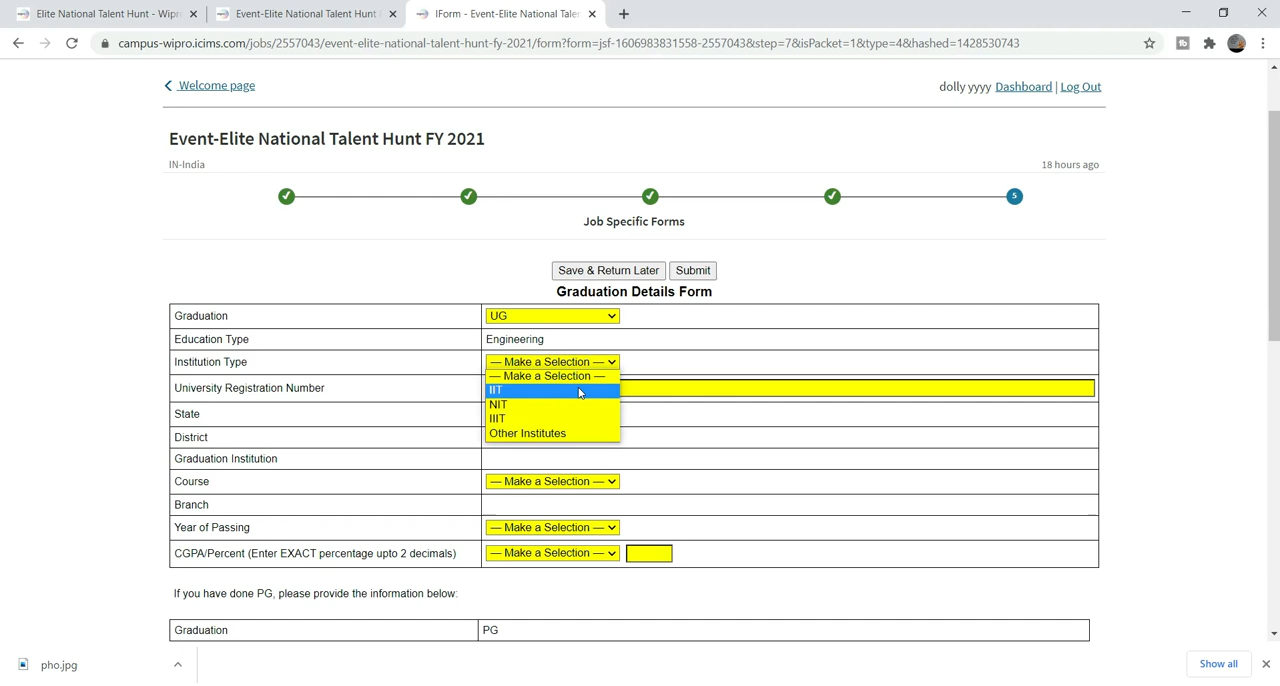 Elite National Talent Hunt - Wipr
Event-Elite National Talent Hunt
IForm - Event-Elite National Tale
campus-wipro.icims.com/jobs/2557043/event-elite-national-talent-hunt-fy-2021/form?form=jsf-1606983831558-2557043&step=7&isPacket=1&type=4&hashed=1428530743
Welcome page
dolly yyyy Dashboard | Log Out
Event-Elite National Talent Hunt FY 2021
IN-India
18 hours ago
5
Job Specific Forms
Save & Return Later Submit
Graduation Details Form
Graduation UG
Education Type Engineering
Institution Type — Make a Selection —
— Make a Selection —
IIT
NIT
IIIT
Other Institutes
University Registration Number
State
District
Graduation Institution
Course — Make a Selection —
Branch
Year of Passing — Make a Selection —
CGPA/Percent (Enter EXACT percentage upto 2 decimals) — Make a Selection —
If you have done PG, please provide the information below:
Graduation PG
pho.jpg
Show all